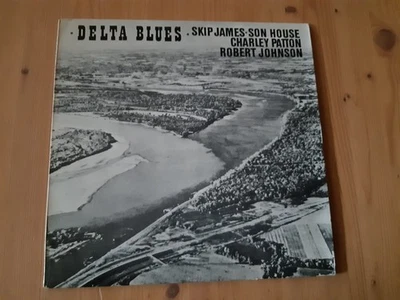 · DELTA BLUES · SKIP JAMES · SON HOUSE
CHARLEY PATTON
ROBERT JOHNSON